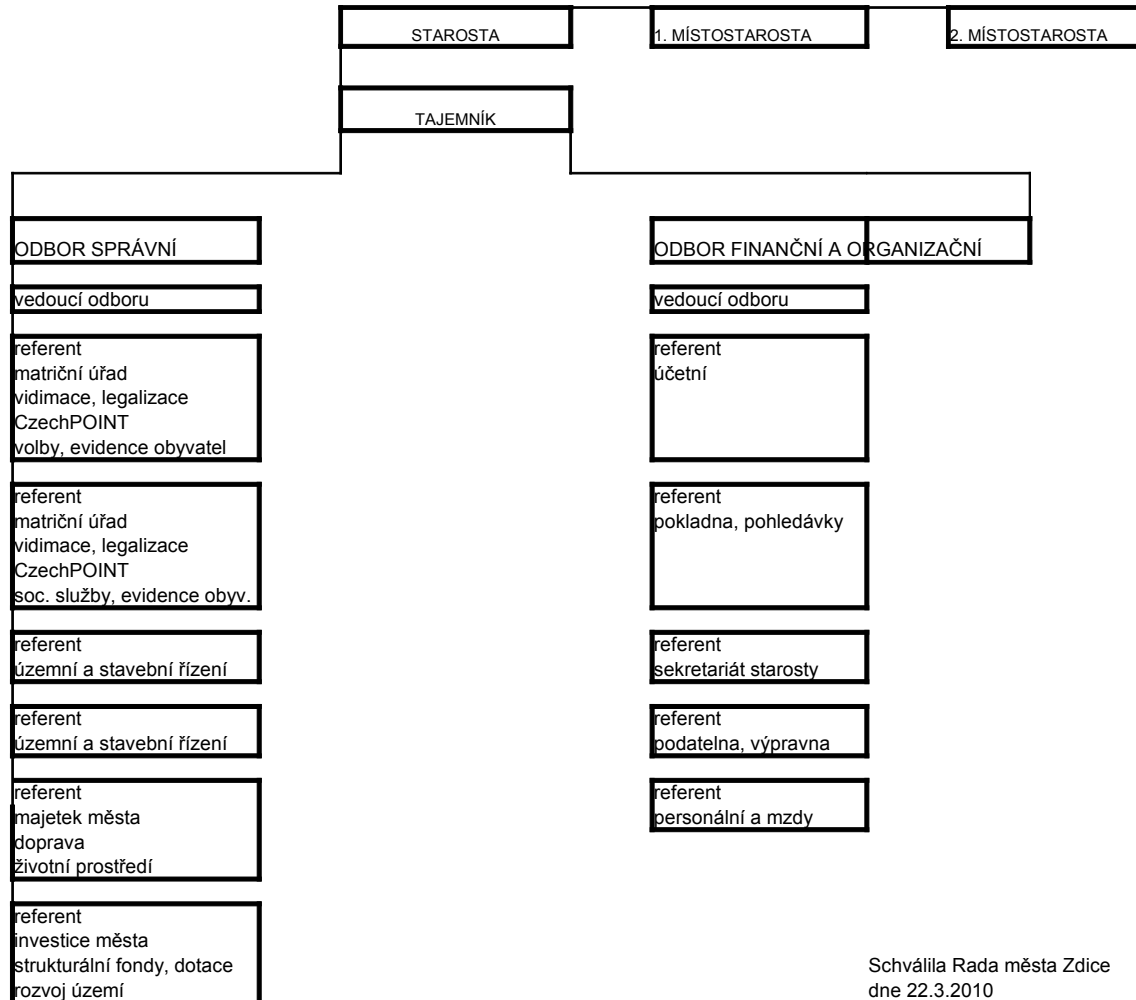 STAROSTA
1. MÍSTOSTAROSTA
2. MÍSTOSTAROSTA
TAJEMNÍK
ODBOR SPRÁVNÍ
vedoucí odboru
referent
matriční úřad
vidimace, legalizace
CzechPOINT
volby, evidence obyvatel
referent
matriční úřad
vidimace, legalizace
CzechPOINT
soc. služby, evidence obyv.
referent
územní a stavební řízení
referent
územní a stavební řízení
referent
majetek města
doprava
životní prostředí
referent
investice města
strukturální fondy, dotace
rozvoj území
ODBOR FINANČNÍ A ORGANIZAČNÍ
vedoucí odboru
referent
účetní
referent
pokladna, pohledávky
referent
sekretariát starosty
referent
podatelna, výpravna
referent
personální a mzdy
Schválila Rada města Zdice
dne 22.3.2010